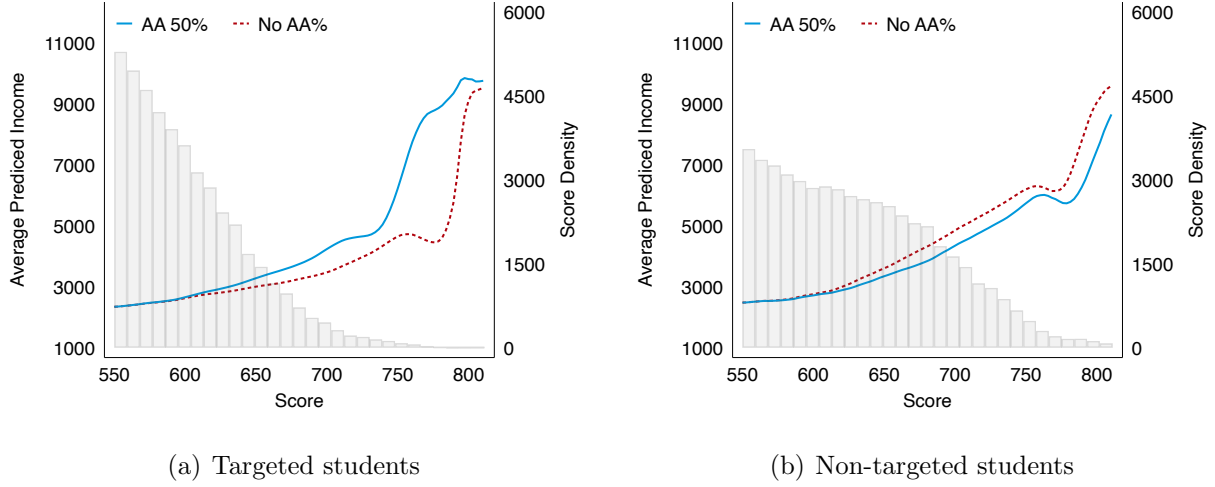 AA 50%
No AA%
Average Prediced Income
11000
9000
7000
5000
3000
1000
6000
4500
3000
1500
0
Score Density
550
600
650
700
750
800
Score
(a) Targeted students
AA 50%
No AA%
Average Prediced Income
11000
9000
7000
5000
3000
1000
6000
4500
3000
1500
0
Score Density
550
600
650
700
750
800
Score
(b) Non-targeted students